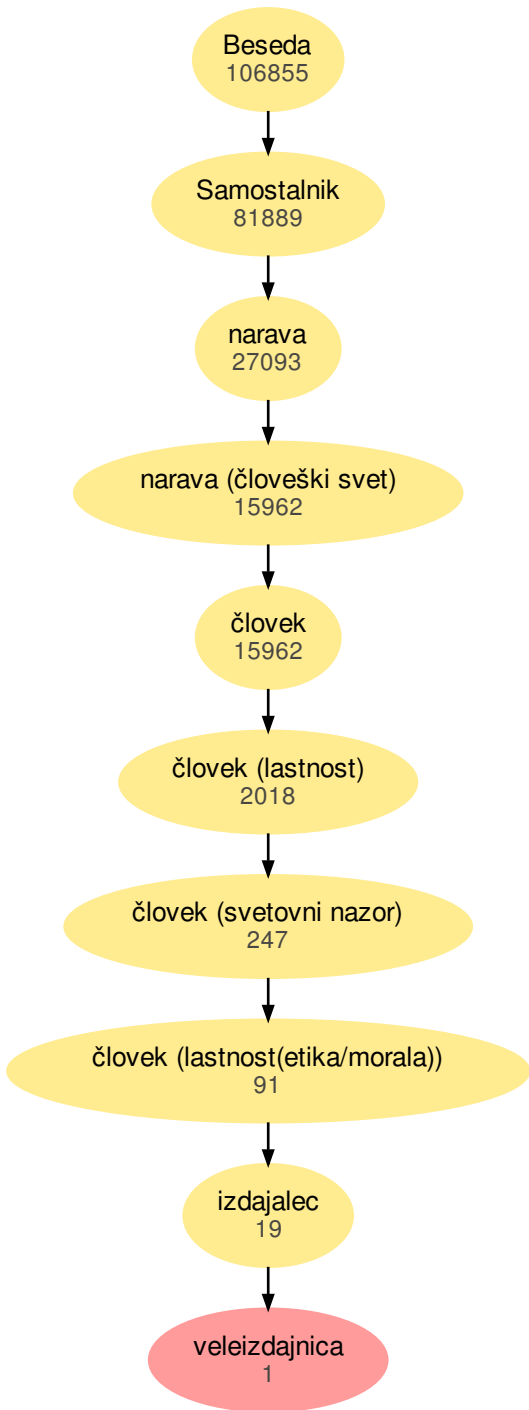 Beseda
106855
Samostalnik
81889
narava
27093
narava (človeški svet)
15962
človek
15962
človek (lastnost)
2018
človek (svetovni nazor)
247
človek (lastnost(etika/morala))
91
izdajalec
19
veleizdajnica
1